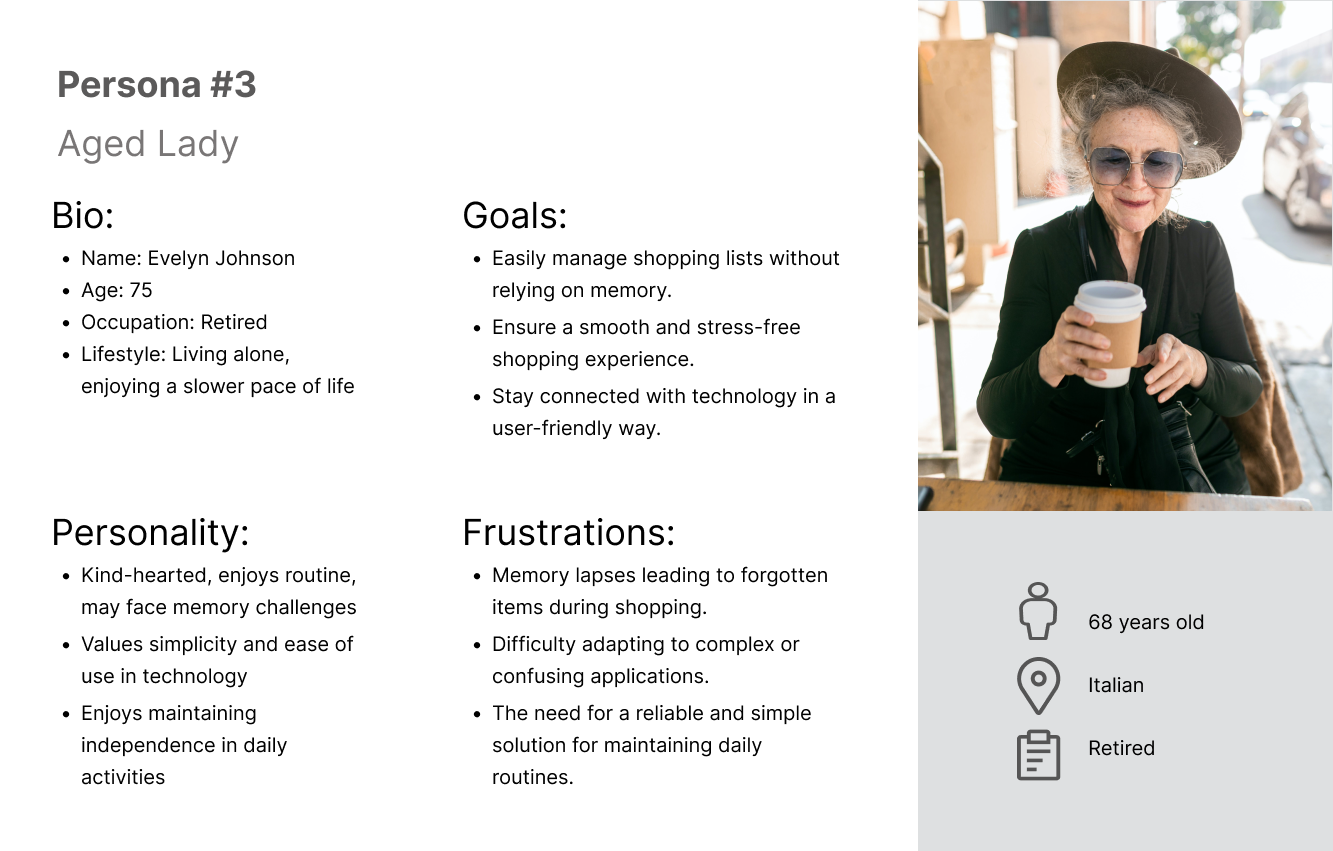 Persona #3
Aged Lady
Bio:
• Name: Evelyn Johnson
• Age: 75
• Occupation: Retired
• Lifestyle: Living alone,
enjoying a slower pace of life
Goals:
• Easily manage shopping lists without
relying on memory.
• Ensure a smooth and stress-free
shopping experience.
• Stay connected with technology in a
user-friendly way.
Personality:
• Kind-hearted, enjoys routine,
may face memory challenges
• Values simplicity and ease of
use in technology
• Enjoys maintaining
independence in daily
activities
Frustrations:
• Memory lapses leading to forgotten
items during shopping.
• Difficulty adapting to complex or
confusing applications.
• The need for a reliable and simple
solution for maintaining daily
routines.
68 years old
Italian
Retired